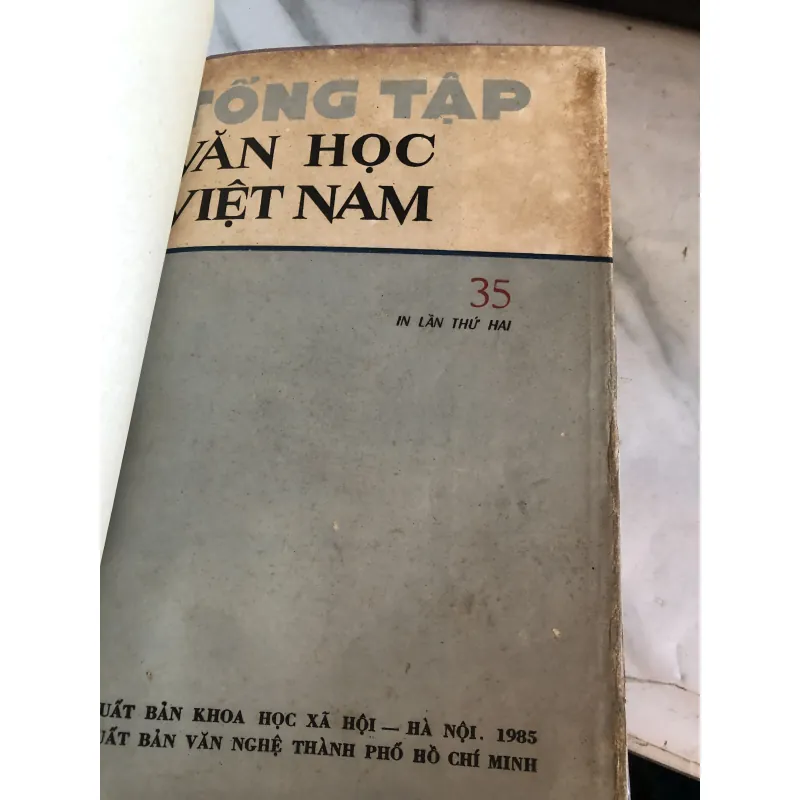 TỔNG TẬP
VĂN HỌC
VIỆT NAM
35
IN LẦN THỨ HAI
XUẤT BẢN KHOA HỌC XÃ HỘI — HÀ NỘI. 1985
XUẤT BẢN VĂN NGHỆ THÀNH PHỐ HỒ CHÍ MINH